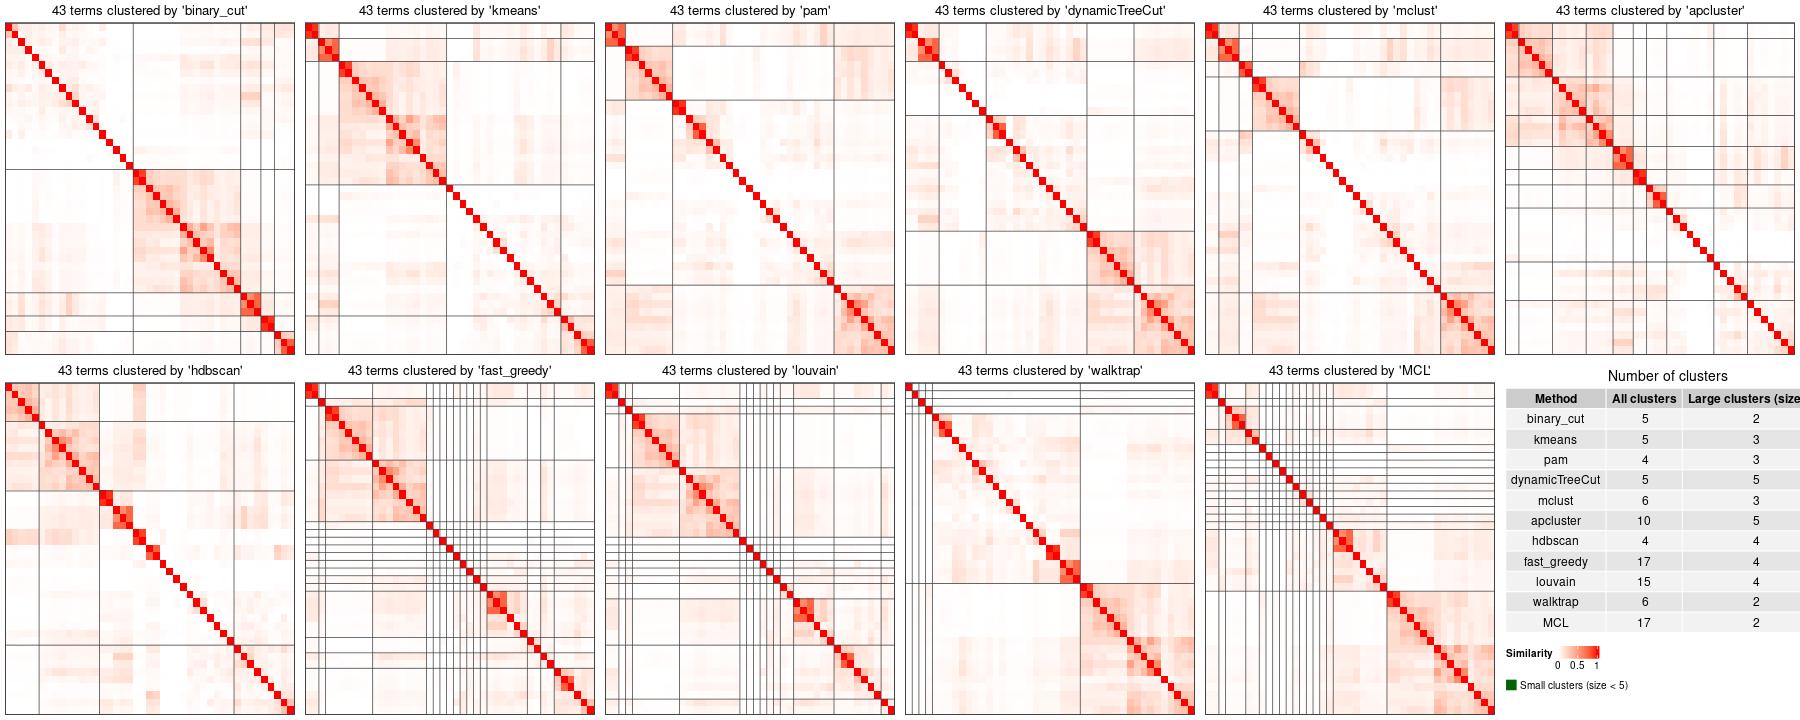 43 terms clustered by 'binary_cut'
43 terms clustered by 'kmeans'
43 terms clustered by 'pam'
43 terms clustered by 'dynamicTreeCut'
43 terms clustered by 'mclust'
43 terms clustered by 'apcluster'
43 terms clustered by 'hdbscan'
43 terms clustered by 'fast_greedy'
43 terms clustered by 'louvain'
43 terms clustered by 'walktrap'
43 terms clustered by 'MCL'
Number of clusters
Method All clusters Large clusters (size
binary_cut 5 2
kmeans 5 3
pam 4 3
dynamicTreeCut 5 5
mclust 6 3
apcluster 10 5
hdbscan 4 4
fast_greedy 17 4
louvain 15 4
walktrap 6 2
MCL 17 2
Similarity
0 0.5 1
Small clusters (size < 5)